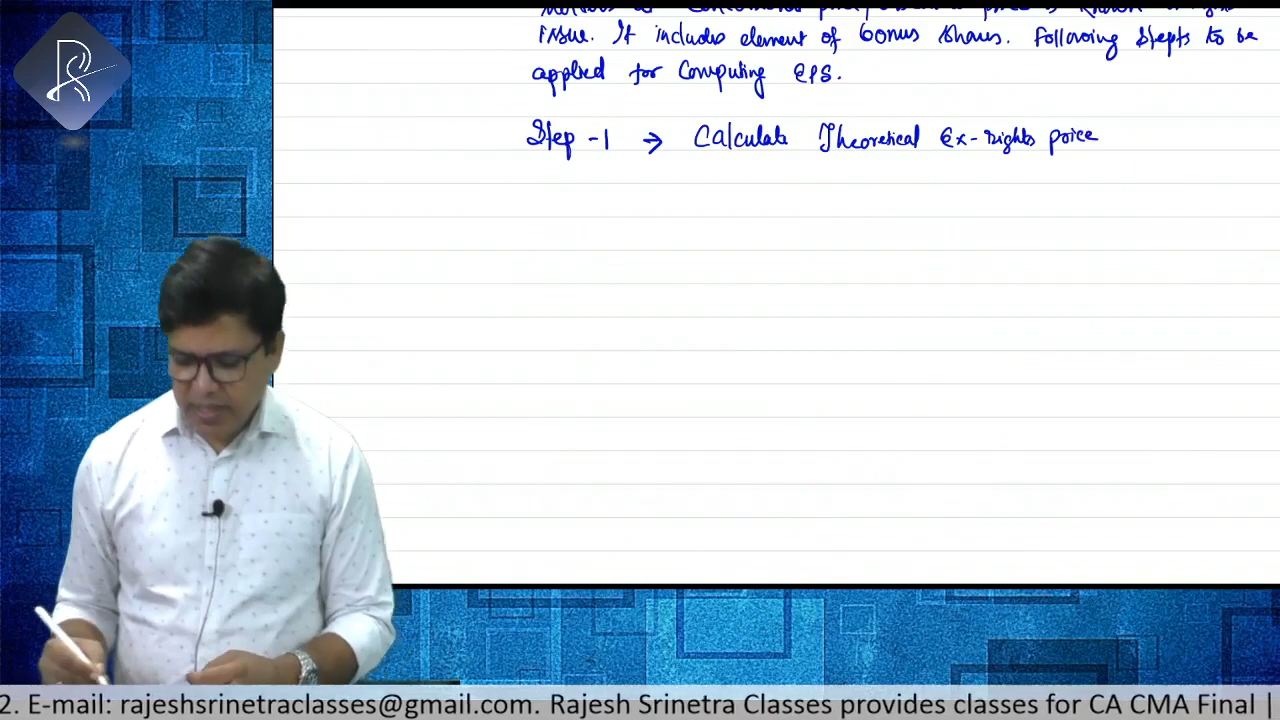 issue. It includes element of bonus shares. Following stepts to be
applied for computing EPS.
Step -1 → Calculate Theoretical Ex-rights price
2. E-mail: rajeshsrinetraclasses@gmail.com. Rajesh Srinetra Classes provides classes for CA CMA Final |